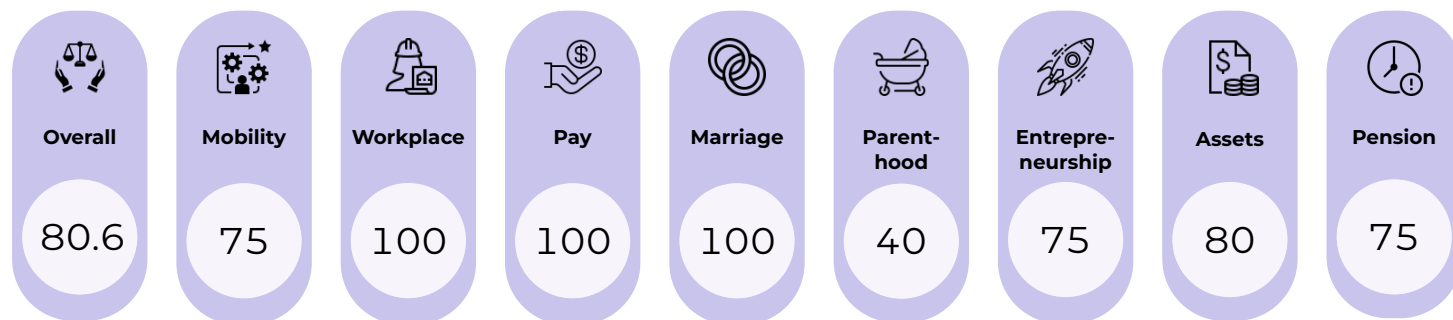 Overall
80.6
Mobility
75
Workplace
100
$
Pay
100
Marriage
100
Parent-
hood
40
Entrepre-
neurship
75
$
Assets
80
!
Pension
75